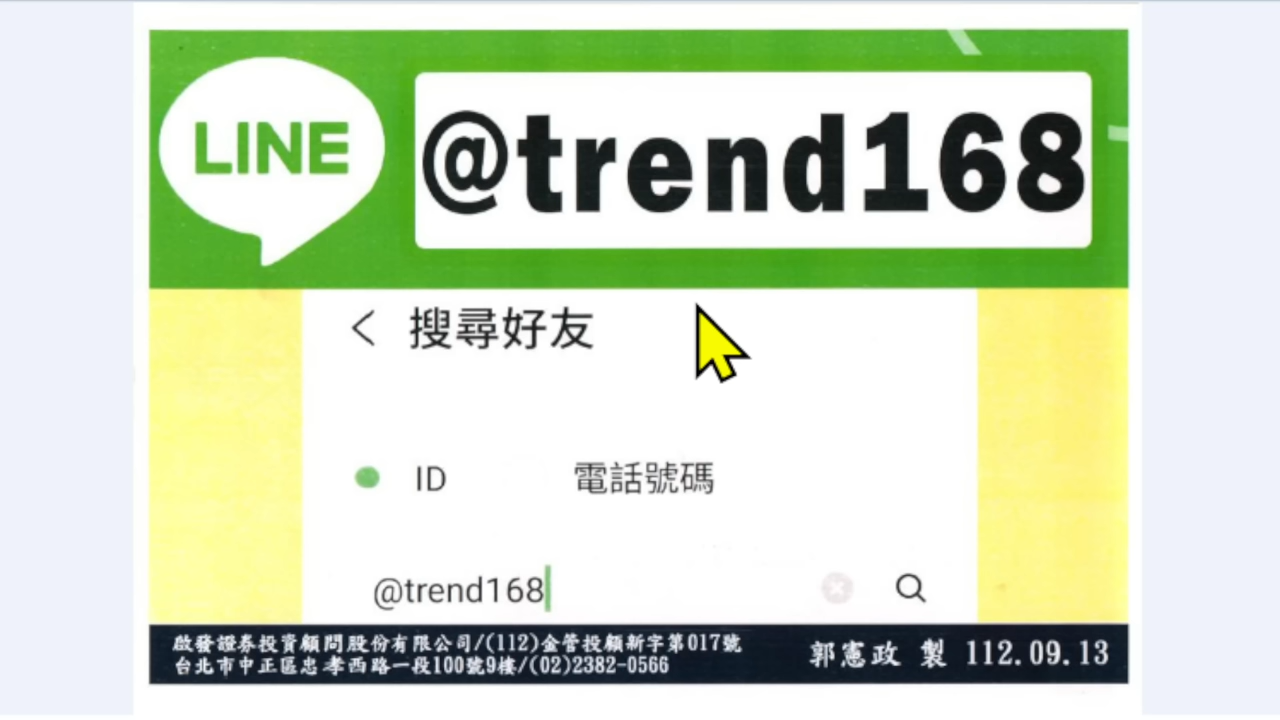 LINE
@trend168
搜尋好友
ID 電話號碼
@trend168
啟發證券投資顧問股份有限公司/(112)金管投顧新字第017號
台北市中正區忠孝西路一段100號9樓/(02)2382-0566
郭憲政 製 112.09.13